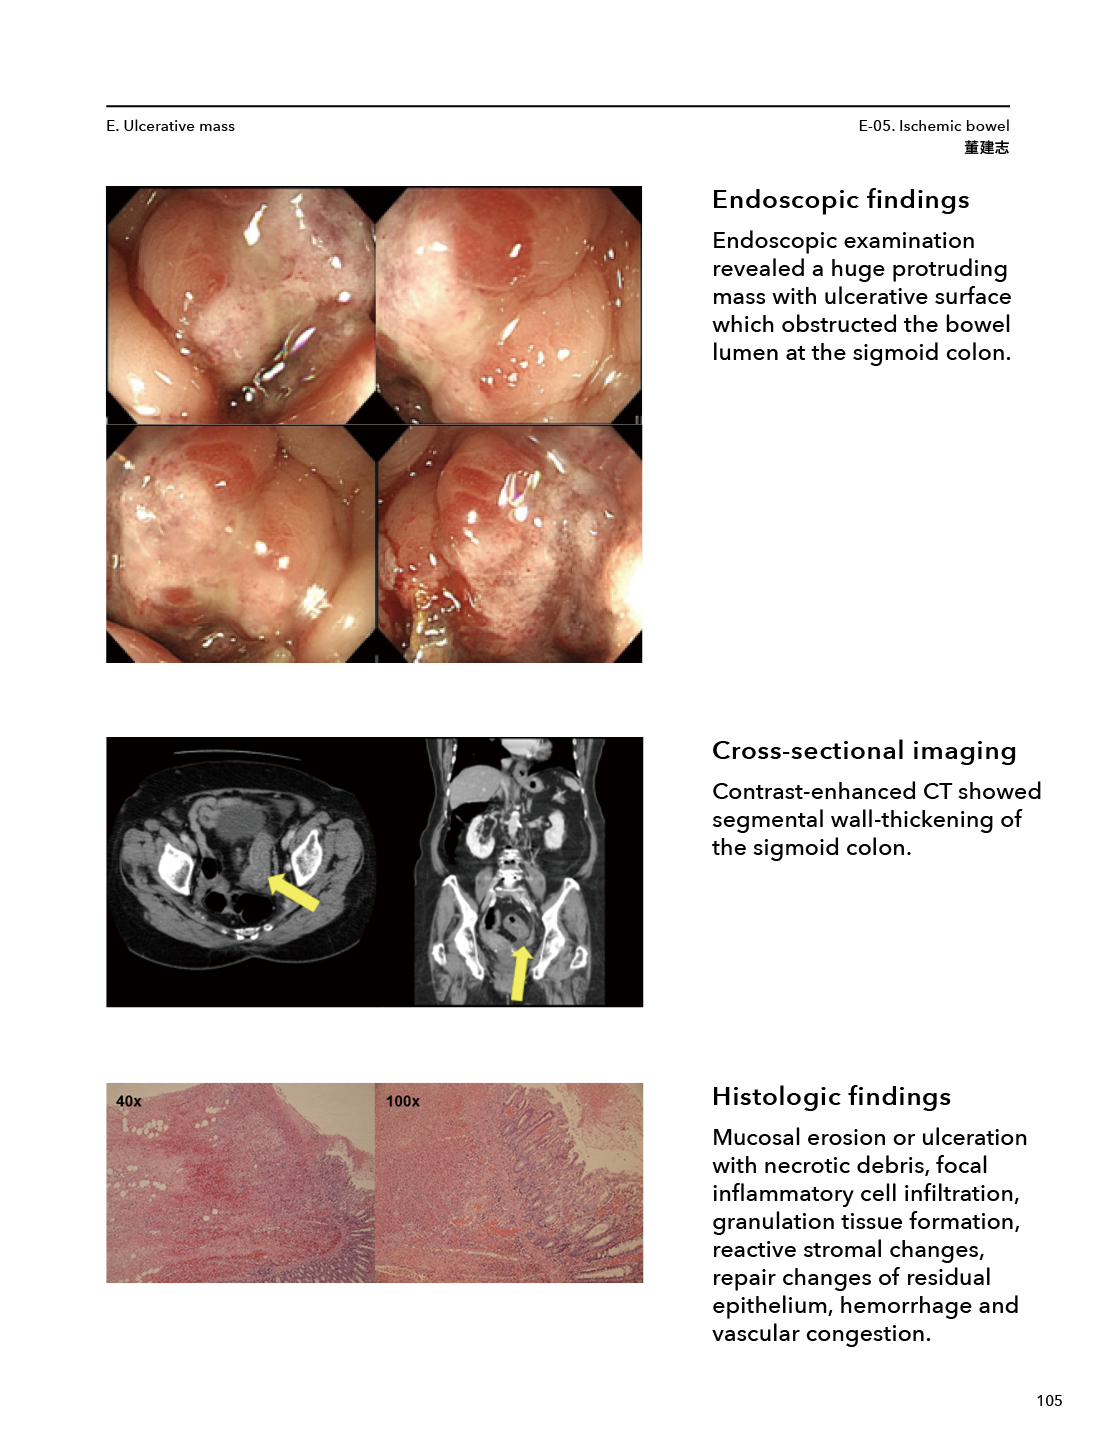 E. Ulcerative mass
E-05. Ischemic bowel
董建志
Endoscopic findings
Endoscopic examination
revealed a huge protruding
mass with ulcerative surface
which obstructed the bowel
lumen at the sigmoid colon.
Cross-sectional imaging
Contrast-enhanced CT showed
segmental wall-thickening of
the sigmoid colon.
40x
100x
Histologic findings
Mucosal erosion or ulceration
with necrotic debris, focal
inflammatory cell infiltration,
granulation tissue formation,
reactive stromal changes,
repair changes of residual
epithelium, hemorrhage and
vascular congestion.
105